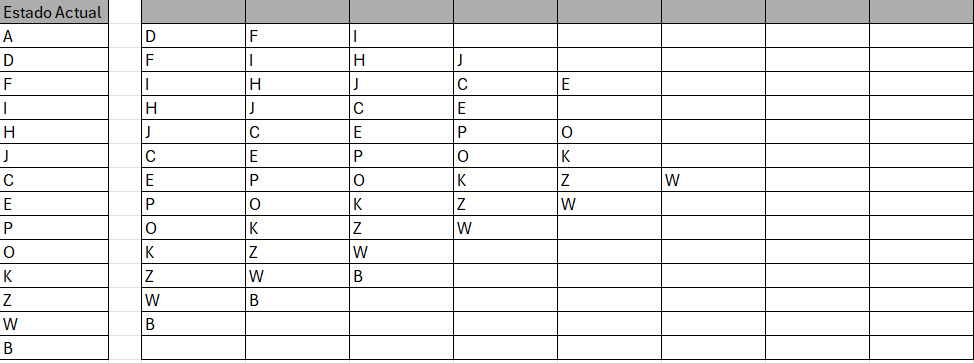 Estado Actual
A D F I
D F I H J
F I H J C E
I H J C E
H J C E P O
J C E P O K
C E P O K Z W
E P O K Z W
P O K Z W
O K Z W
K Z W B
Z W B
W B
B